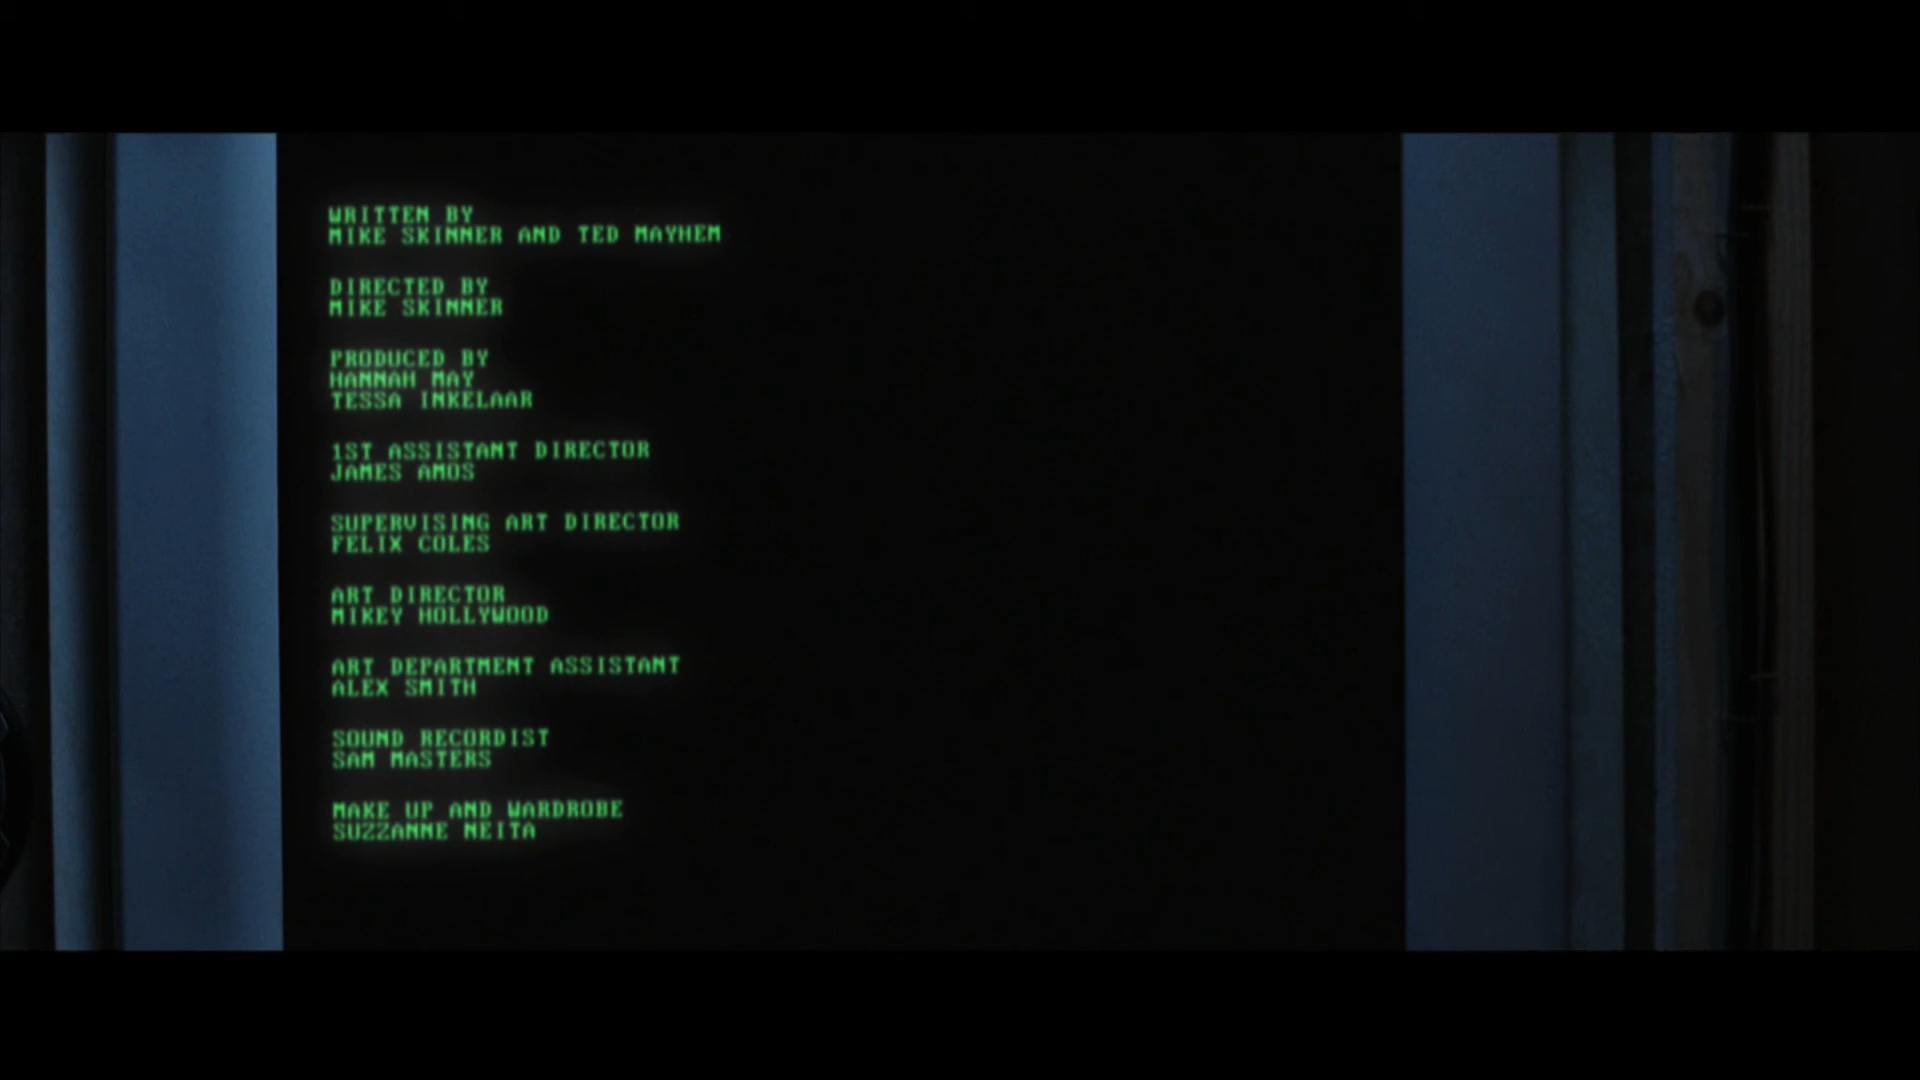 WRITTEN BY
MIKE SKINNER AND TED MAYHEM
DIRECTED BY
MIKE SKINNER
PRODUCED BY
HANNAH MAY
TESSA INKELAAR
1ST ASSISTANT DIRECTOR
JAMES AMOS
SUPERVISING ART DIRECTOR
FELIX COLES
ART DIRECTOR
MIKEY HOLLYWOOD
ART DEPARTMENT ASSISTANT
ALEX SMITH
SOUND RECORDIST
SAM MASTERS
MAKE UP AND WARDROBE
SUZZANNE NEITA